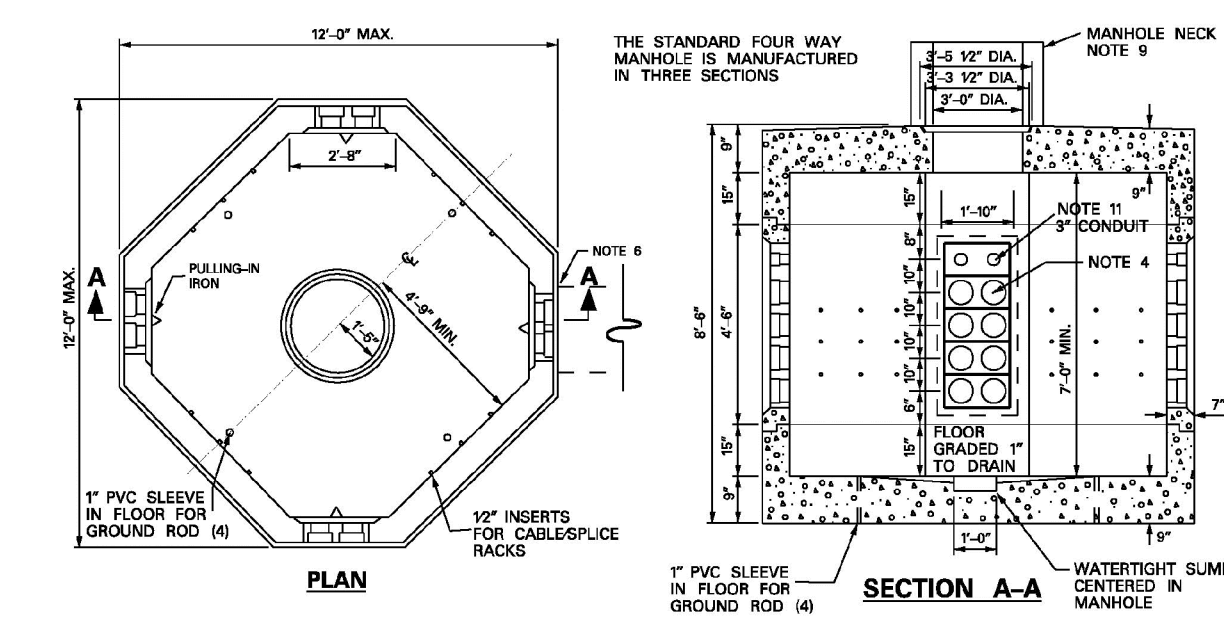 12'-0" MAX.
THE STANDARD FOUR WAY
MANHOLE IS MANUFACTURED
IN THREE SECTIONS
MANHOLE NECK
NOTE 9
3'-5 1/2" DIA.
3'-3 1/2" DIA.
3'-0" DIA.
2'-8"
12'-0" MAX.
A
PULLING-IN
IRON
℄
4'-9" MIN.
1'-5"
NOTE 6
A
1" PVC SLEEVE
IN FLOOR FOR
GROUND ROD (4)
1/2" INSERTS
FOR CABLE/SPLICE
RACKS
PLAN
8'-6"
9"
15"
4'-6"
15"
9"
15"
8"
10"
10"
10"
10"
6"
15"
1'-10"
9"
NOTE 11
3" CONDUIT
NOTE 4
7'-0" MIN.
7"
FLOOR
GRADED 1"
TO DRAIN
1'-0"
9"
1" PVC SLEEVE
IN FLOOR FOR
GROUND ROD (4)
SECTION A-A
WATERTIGHT SUM
CENTERED IN
MANHOLE